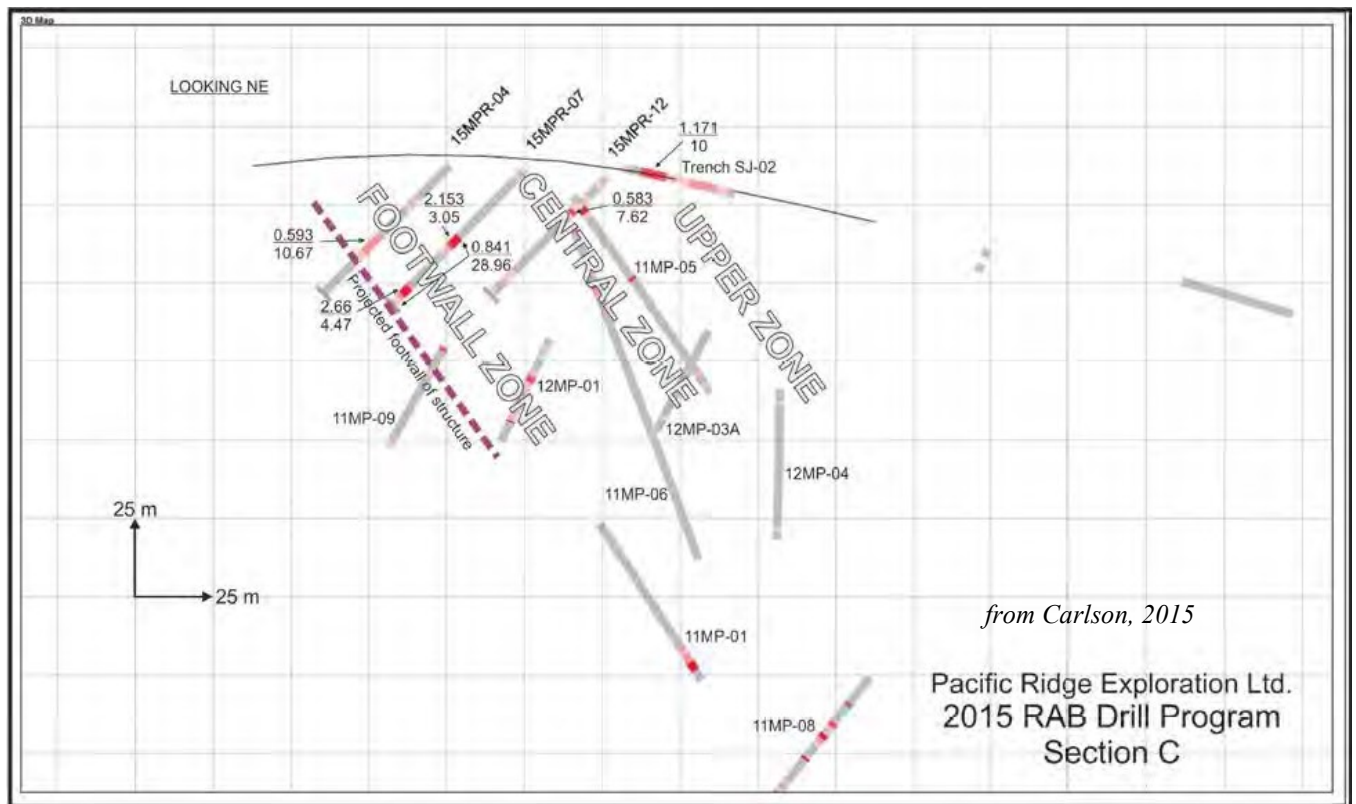 3D Map
LOOKING NE
15MPR-04
15MPR-07
15MPR-12
1.171
10
Trench SJ-02
FOOTWALL ZONE
CENTRAL ZONE
UPPER ZONE
2.153
3.05
0.583
7.62
0.593
10.67
0.841
28.96
11MP-05
2.66
4.47
Projected footwall of structure
12MP-01
11MP-09
12MP-03A
12MP-04
11MP-06
25 m
25 m
11MP-01
from Carlson, 2015
Pacific Ridge Exploration Ltd.
2015 RAB Drill Program
Section C
11MP-08